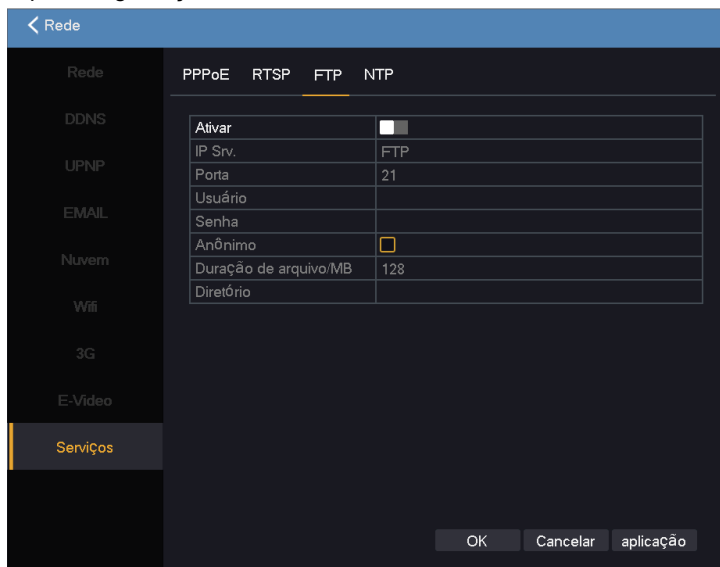 Rede
Rede
DDNS
UPNP
EMAIL
Nuvem
Wifi
3G
E-Video
Serviços
PPPoE RTSP FTP NTP
Ativar
IP Srv. FTP
Porta 21
Usuário
Senha
Anônimo
Duração de arquivo/MB 128
Diretório
OK Cancelar aplicação